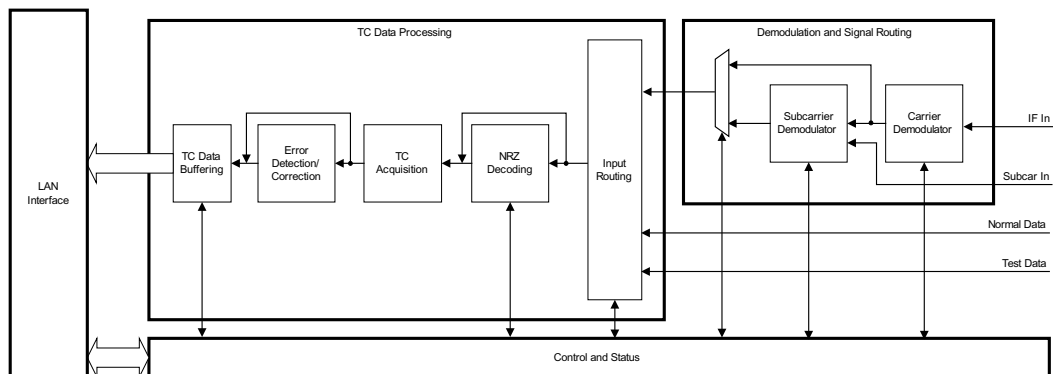 TC Data Processing
Demodulation and Signal Routing
LAN
Interface
TC Data
Buffering
Error
Detection/
Correction
TC
Acquisition
NRZ
Decoding
Input
Routing
Subcarrier
Demodulator
Carrier
Demodulator
IF In
Subcar In
Normal Data
Test Data
Control and Status